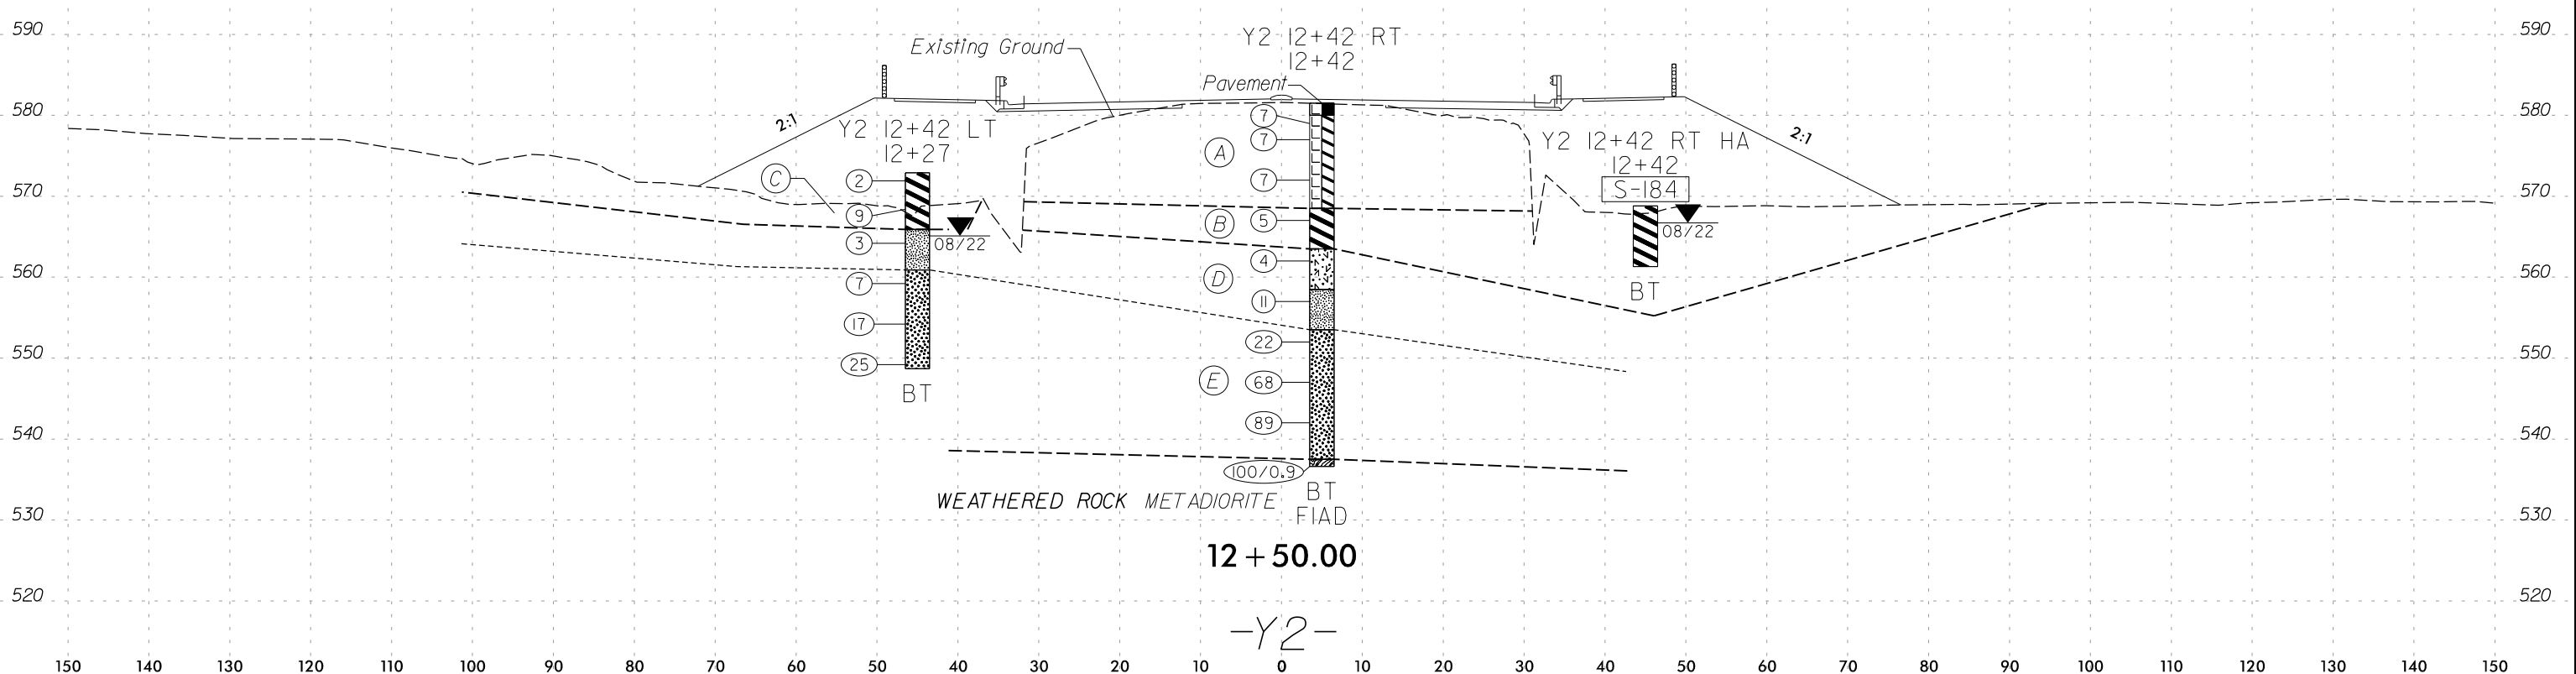 590
590
Existing Ground
Y2 12+42 RT
12+42
Pavement
580
580
2:1
Y2 12+42 LT
12+27
7
7
A
Y2 12+42 RT HA
12+42
S-184
2:1
570
570
C
2
9
3
08/22
7
B
5
08/22
560
560
7
D
4
BT
11
17
550
550
25
22
BT
E
68
540
540
89
100/0.9
WEATHERED ROCK METADIORITE
BT
FIAD
530
530
12+50.00
520
520
-Y2-
150 140 130 120 110 100 90 80 70 60 50 40 30 20 10 0 10 20 30 40 50 60 70 80 90 100 110 120 130 140 150